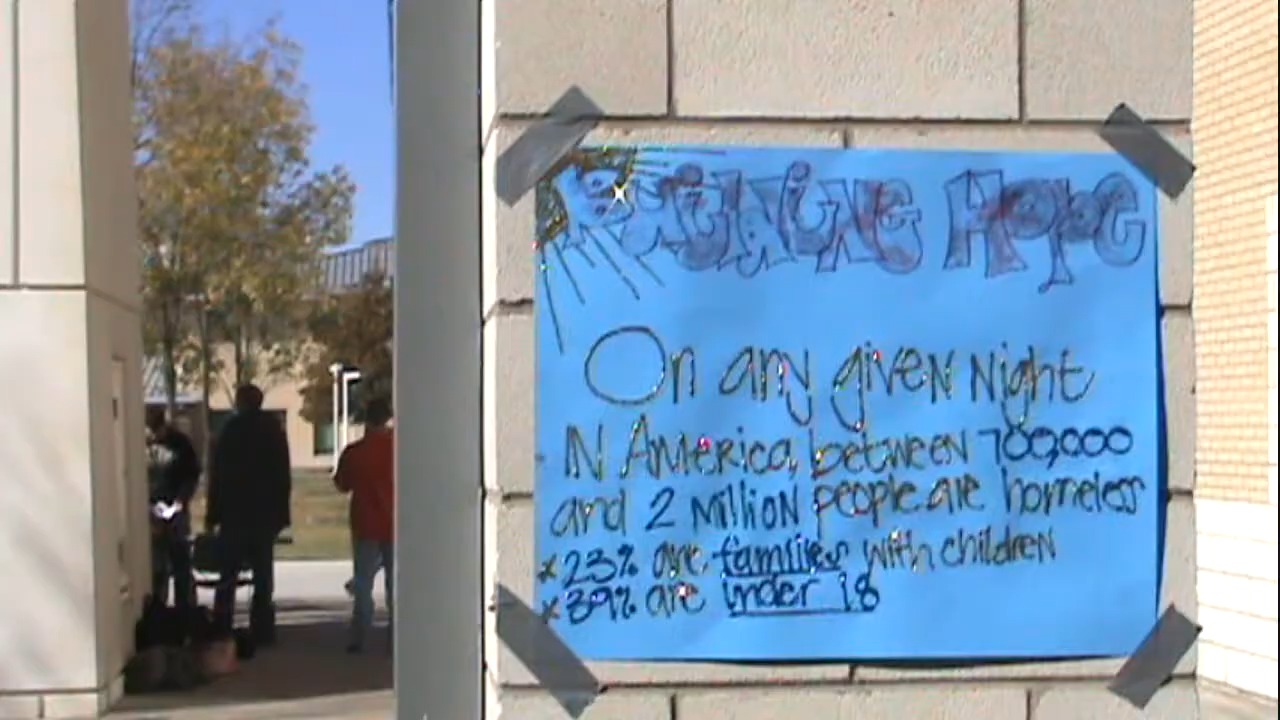 Shining Hope
On any given Night
IN America, between 700,000
and 2 Million people are homeless
x 23% are families with children
x 39% are under 18